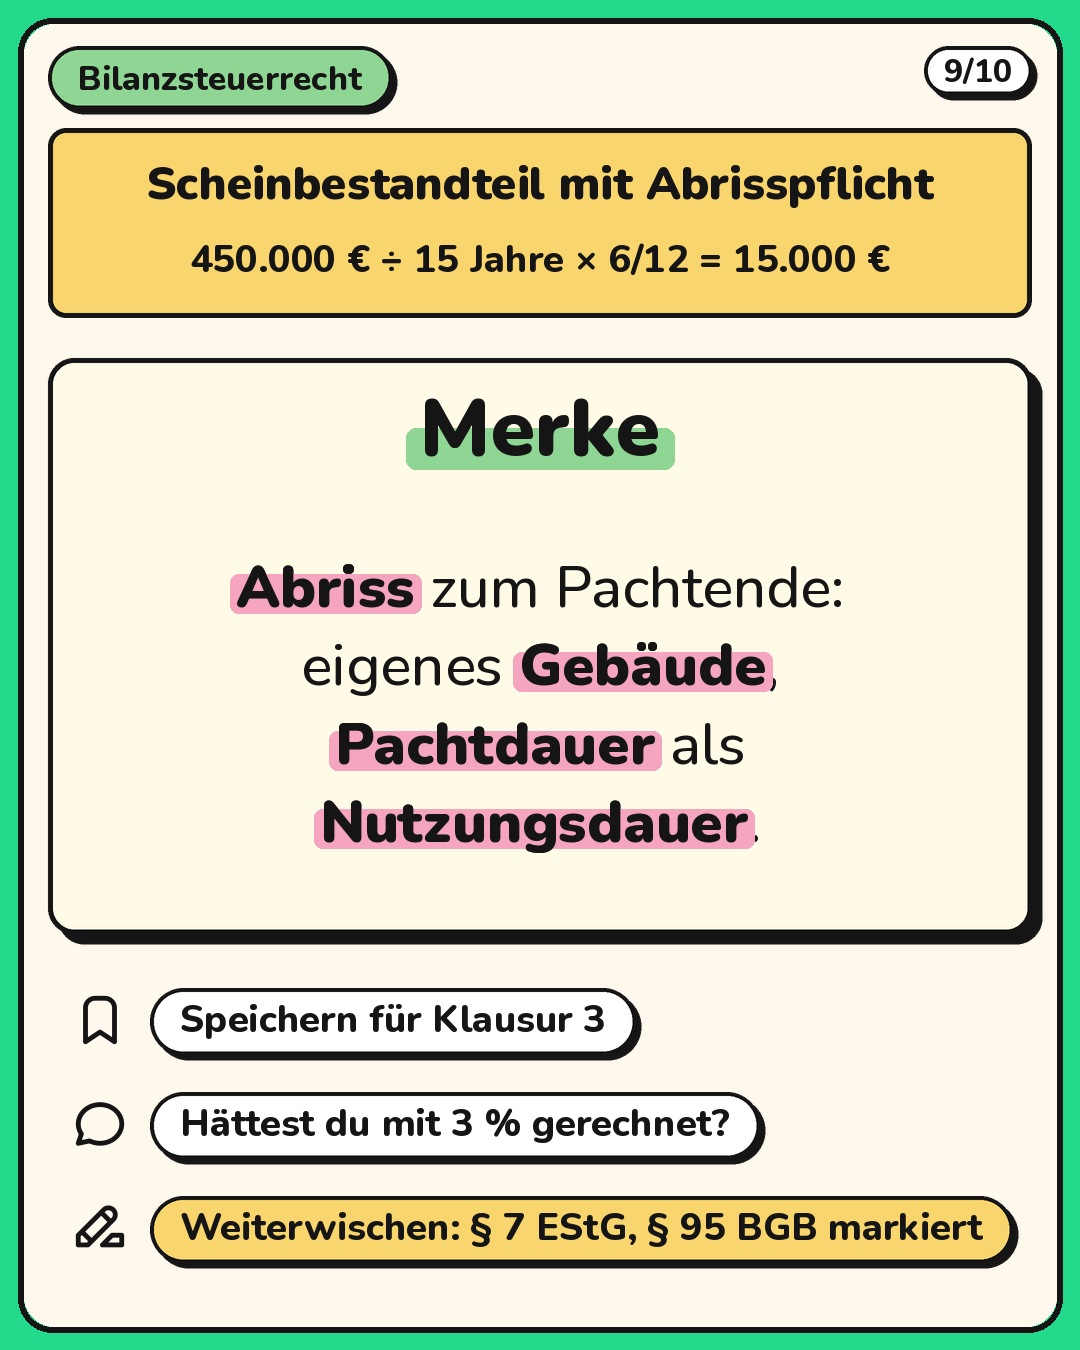 Bilanzsteuerrecht
9/10
Scheinbestandteil mit Abrisspflicht
450.000 € ÷ 15 Jahre × 6/12 = 15.000 €
Merke
Abriss zum Pachtende:
eigenes Gebäude,
Pachtdauer als
Nutzungsdauer.
Speichern für Klausur 3
Hättest du mit 3 % gerechnet?
Weiterwischen: § 7 EStG, § 95 BGB markiert